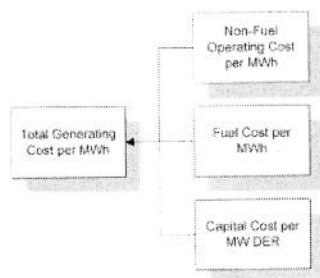 Non-Fuel
Operating Cost
per MWh
Total Generating
Cost per MWh
Fuel Cost per
MWh
Capital Cost per
MW DER